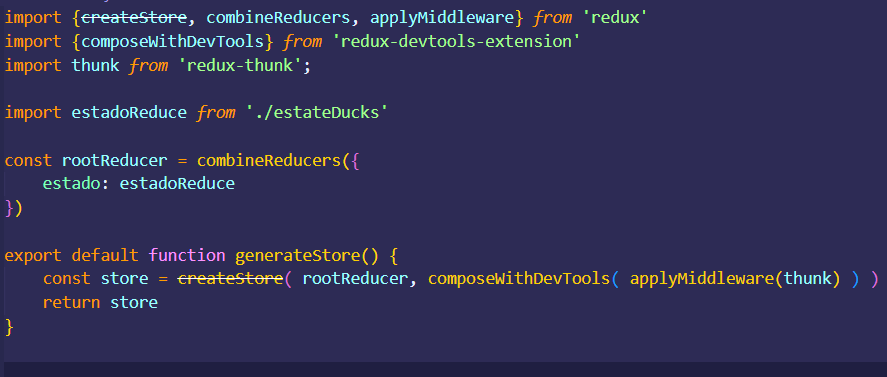 import {createStore, combineReducers, applyMiddleware} from 'redux'
import {composeWithDevTools} from 'redux-devtools-extension'
import thunk from 'redux-thunk';
import estadoReduce from './estateDucks'
const rootReducer = combineReducers({
    estado: estadoReduce
})
export default function generateStore() {
    const store = createStore( rootReducer, composeWithDevTools( applyMiddleware(thunk) ) )
    return store
}